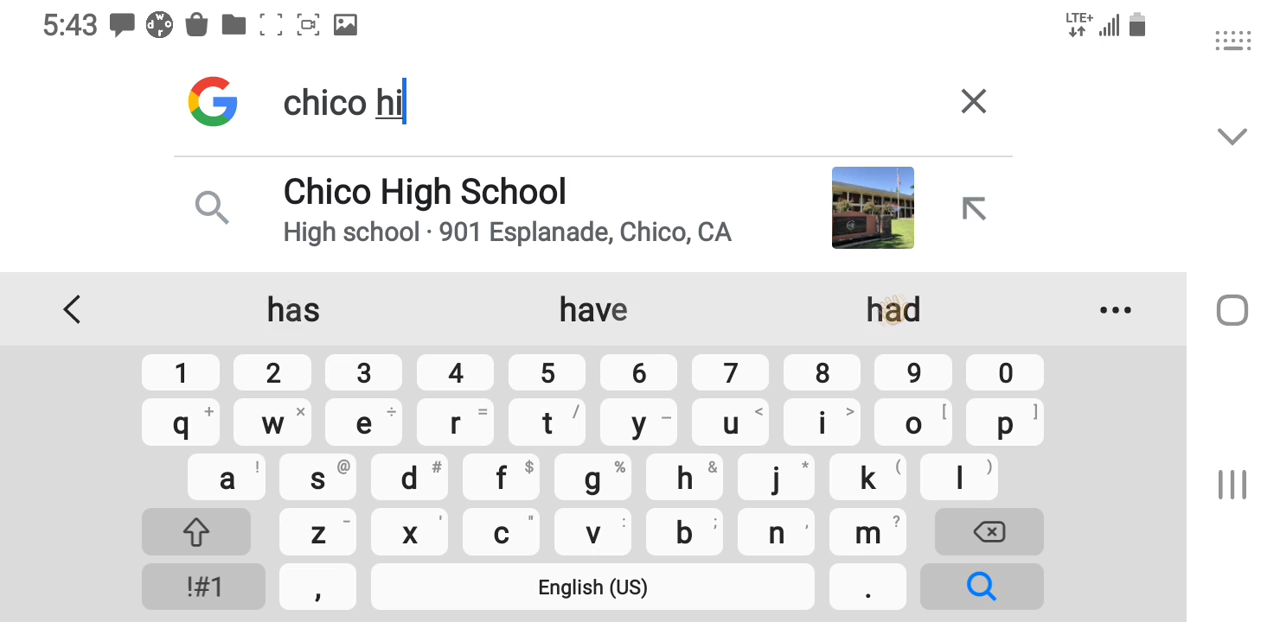 5:43 LTE+
chico hi
Chico High School
High school · 901 Esplanade, Chico, CA
has have had
1 2 3 4 5 6 7 8 9 0
q + w × e ÷ r = t / y _ u < i > o [ p ]
a ! s @ d # f $ g % h & j * k ( l )
z - x ' c " v : b ; n , m ?
!#1 , English (US) .